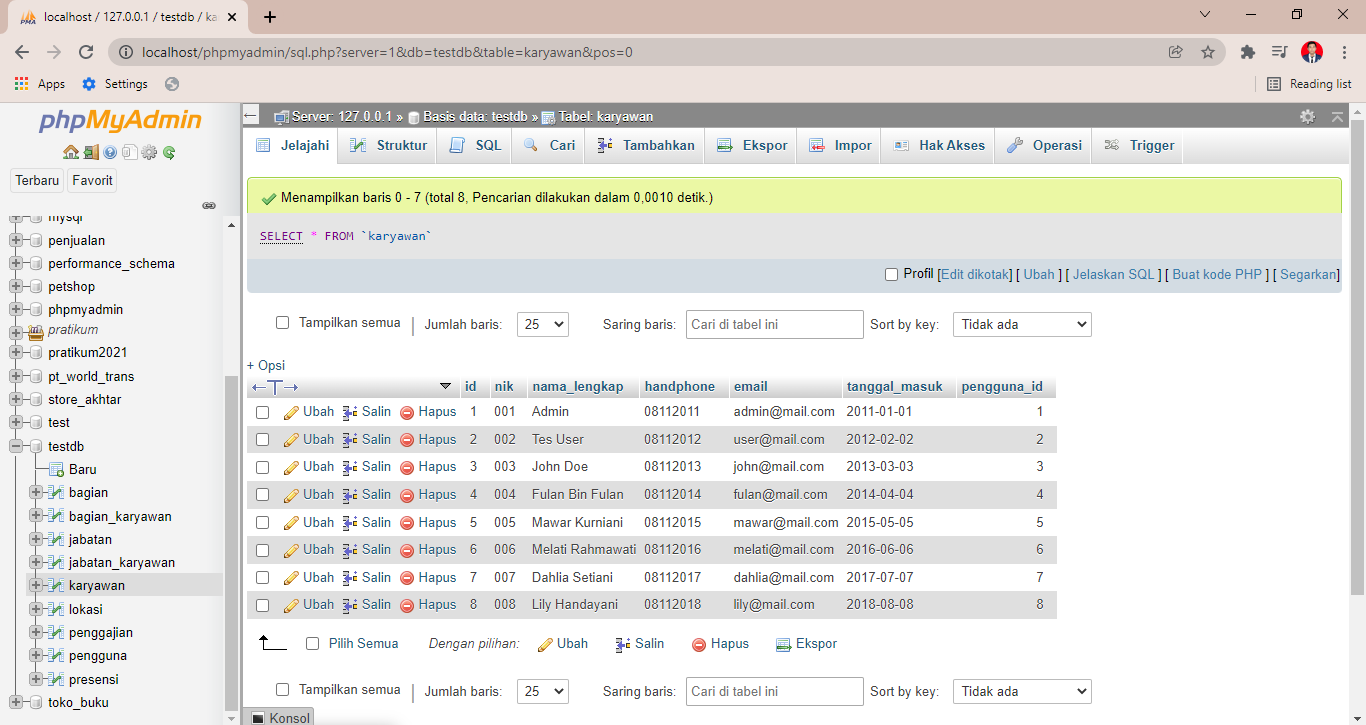 localhost / 127.0.0.1 / testdb / ka
localhost/phpmyadmin/sql.php?server=1&db=testdb&table=karyawan&pos=0
Apps Settings Reading list
phpMyAdmin
Terbaru Favorit
mysql
penjualan
performance_schema
petshop
phpmyadmin
pratikum
pratikum2021
pt_world_trans
store_akhtar
test
testdb
Baru
bagian
bagian_karyawan
jabatan
jabatan_karyawan
karyawan
lokasi
penggajian
pengguna
presensi
toko_buku
Server: 127.0.0.1 » Basis data: testdb » Tabel: karyawan
Jelajahi Struktur SQL Cari Tambahkan Ekspor Impor Hak Akses Operasi Trigger
Menampilkan baris 0 - 7 (total 8, Pencarian dilakukan dalam 0,0010 detik.)
SELECT * FROM `karyawan`
Profil [Edit dikotak] [ Ubah ] [ Jelaskan SQL ] [ Buat kode PHP ] [ Segarkan]
Tampilkan semua | Jumlah baris: 25 Saring baris: Cari di tabel ini Sort by key: Tidak ada
+ Opsi
←T→ id nik nama_lengkap handphone email tanggal_masuk pengguna_id
Ubah Salin Hapus 1 001 Admin 08112011 admin@mail.com 2011-01-01 1
Ubah Salin Hapus 2 002 Tes User 08112012 user@mail.com 2012-02-02 2
Ubah Salin Hapus 3 003 John Doe 08112013 john@mail.com 2013-03-03 3
Ubah Salin Hapus 4 004 Fulan Bin Fulan 08112014 fulan@mail.com 2014-04-04 4
Ubah Salin Hapus 5 005 Mawar Kurniani 08112015 mawar@mail.com 2015-05-05 5
Ubah Salin Hapus 6 006 Melati Rahmawati 08112016 melati@mail.com 2016-06-06 6
Ubah Salin Hapus 7 007 Dahlia Setiani 08112017 dahlia@mail.com 2017-07-07 7
Ubah Salin Hapus 8 008 Lily Handayani 08112018 lily@mail.com 2018-08-08 8
Pilih Semua Dengan pilihan: Ubah Salin Hapus Ekspor
Tampilkan semua | Jumlah baris: 25 Saring baris: Cari di tabel ini Sort by key: Tidak ada
Konsol